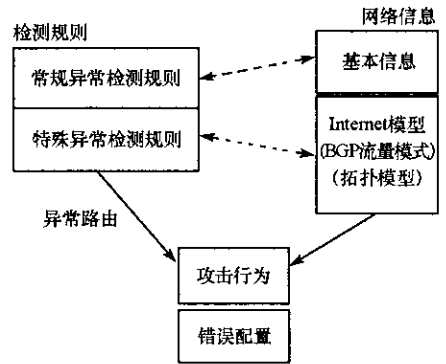 网络信息
检测规则
常规异常检测规则
基本信息
特殊异常检测规则
Internet模型
(BGP流量模式)
(拓扑模型)
异常路由
攻击行为
错误配置